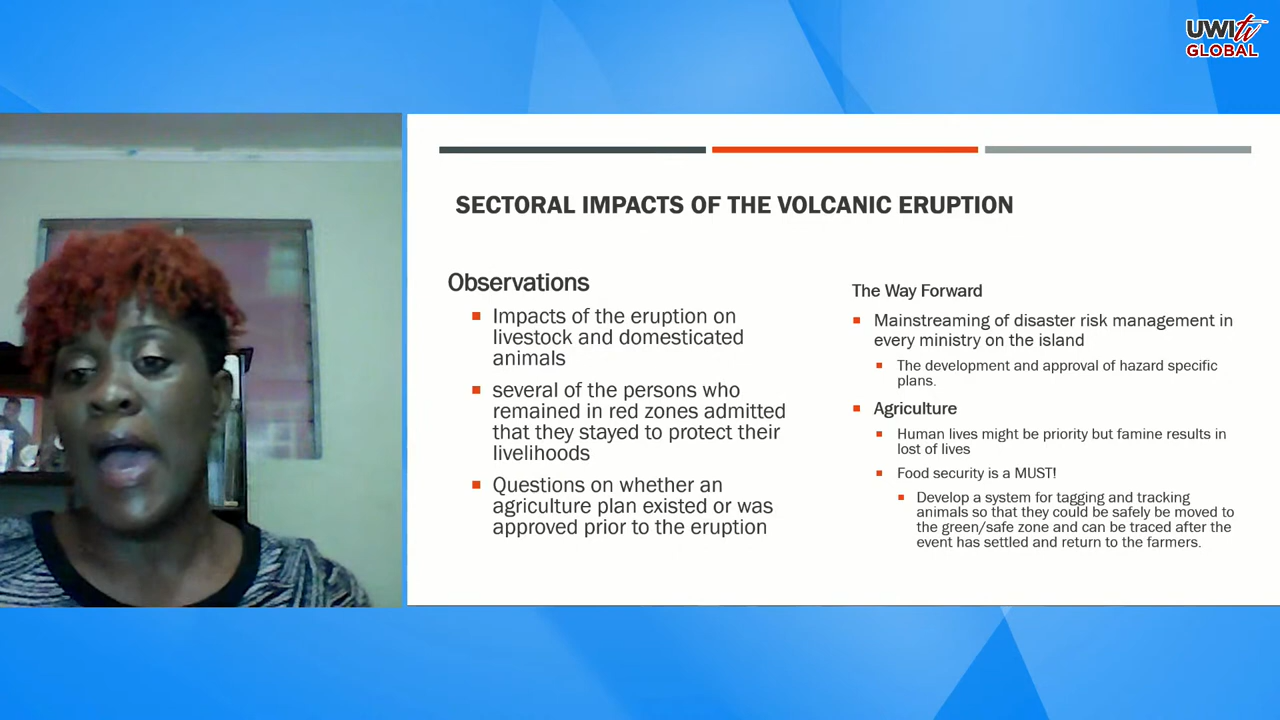 UWItv
GLOBAL
SECTORAL IMPACTS OF THE VOLCANIC ERUPTION
Observations
Impacts of the eruption on
livestock and domesticated
animals
several of the persons who
remained in red zones admitted
that they stayed to protect their
livelihoods
Questions on whether an
agriculture plan existed or was
approved prior to the eruption
The Way Forward
Mainstreaming of disaster risk management in
every ministry on the island
The development and approval of hazard specific
plans.
Agriculture
Human lives might be priority but famine results in
lost of lives
Food security is a MUST!
Develop a system for tagging and tracking
animals so that they could be safely be moved to
the green/safe zone and can be traced after the
event has settled and return to the farmers.